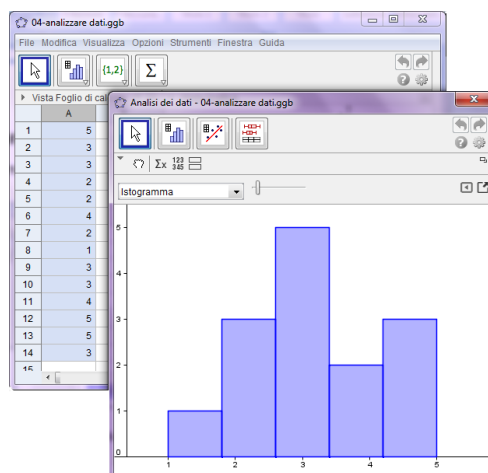 04-analizzare dati.ggb
File Modifica Visualizza Opzioni Strumenti Finestra Guida
{1,2} Σ
Vista Foglio di cal
A
1 5
2 3
3 3
4 2
5 2
6 4
7 2
8 1
9 3
10 3
11 4
12 5
13 5
14 3
15
Analisi dei dati - 04-analizzare dati.ggb
Σx 123
345
Istogramma
5
4
3
2
1
0
1 2 3 4 5